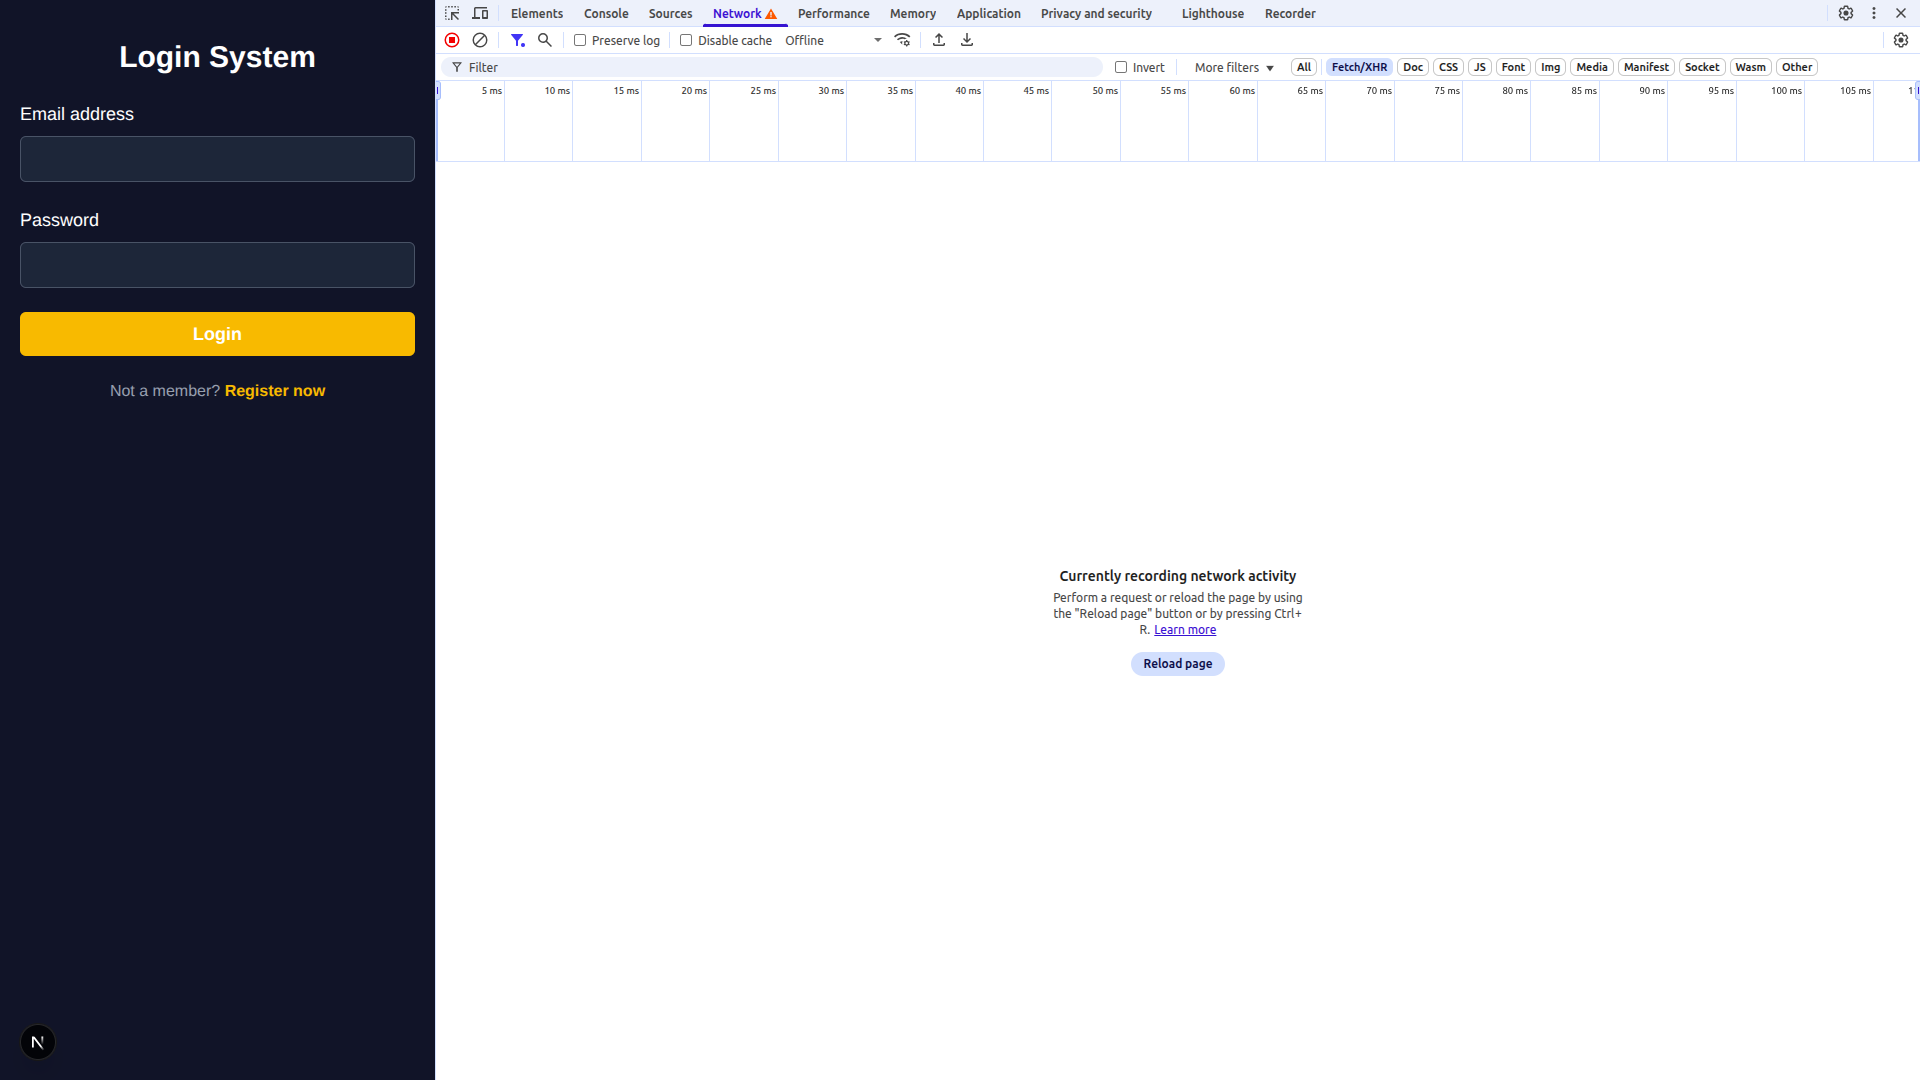 Login System
Email address
Password
Login
Not a member? Register now
N
Elements Console Sources Network Performance Memory Application Privacy and security Lighthouse Recorder
Preserve log Disable cache Offline
Filter Invert More filters All Fetch/XHR Doc CSS JS Font Img Media Manifest Socket Wasm Other
5 ms 10 ms 15 ms 20 ms 25 ms 30 ms 35 ms 40 ms 45 ms 50 ms 55 ms 60 ms 65 ms 70 ms 75 ms 80 ms 85 ms 90 ms 95 ms 100 ms 105 ms
Currently recording network activity
Perform a request or reload the page by using
the "Reload page" button or by pressing Ctrl+
R. Learn more
Reload page